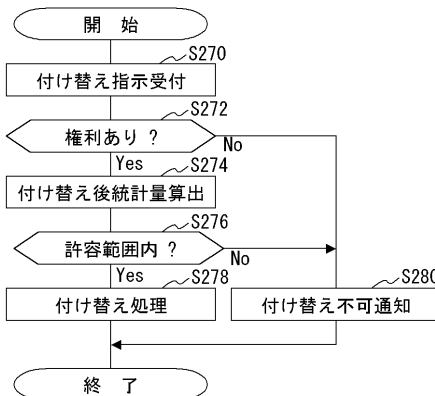 開 始
S270
付け替え指示受付
S272
権利あり ?
No
Yes
S274
付け替え後統計量算出
S276
許容範囲内 ?
No
Yes
S278
付け替え処理
S280
付け替え不可通知
終 了